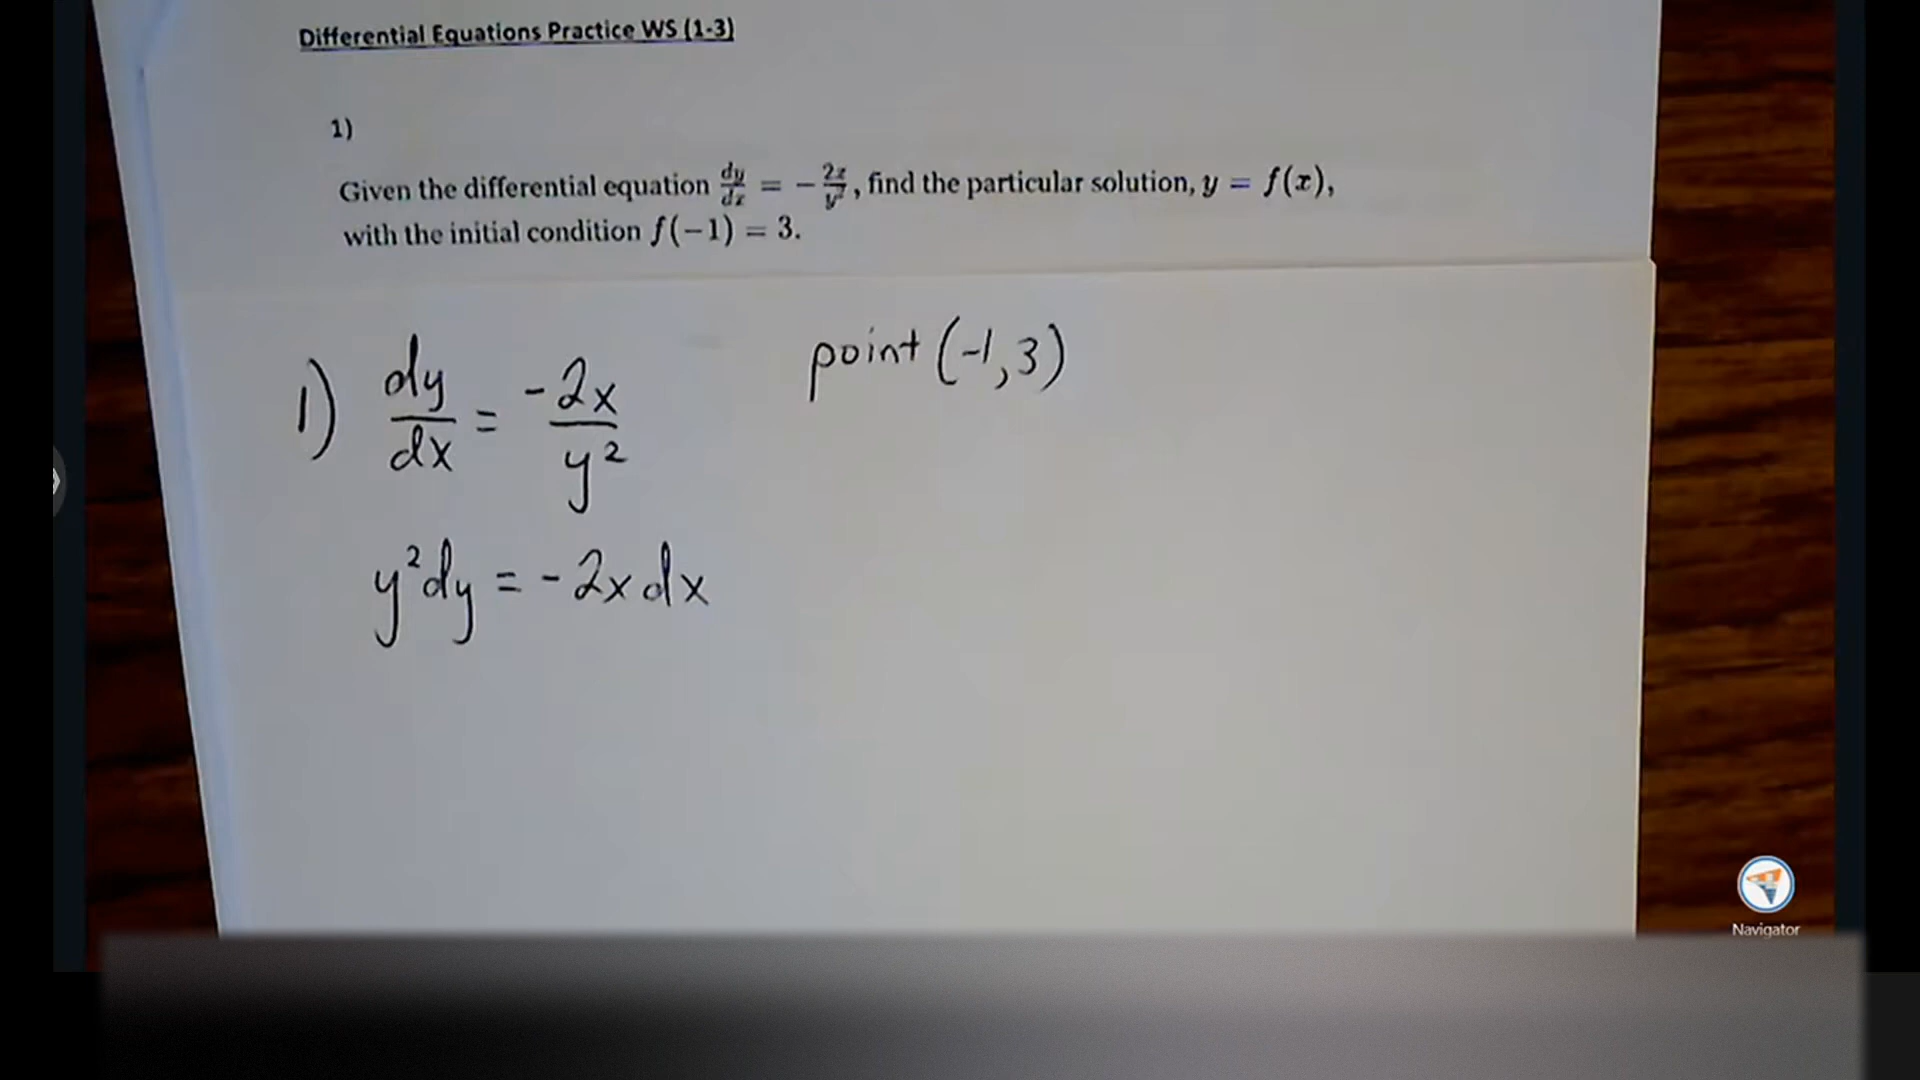 Differential Equations Practice WS (1-3)
1)
Given the differential equation dy/dx = - 2x/y², find the particular solution, y = f(x),
with the initial condition f(-1) = 3.
1) dy/dx = -2x/y² point (-1,3)
y²dy = -2x dx
Navigator